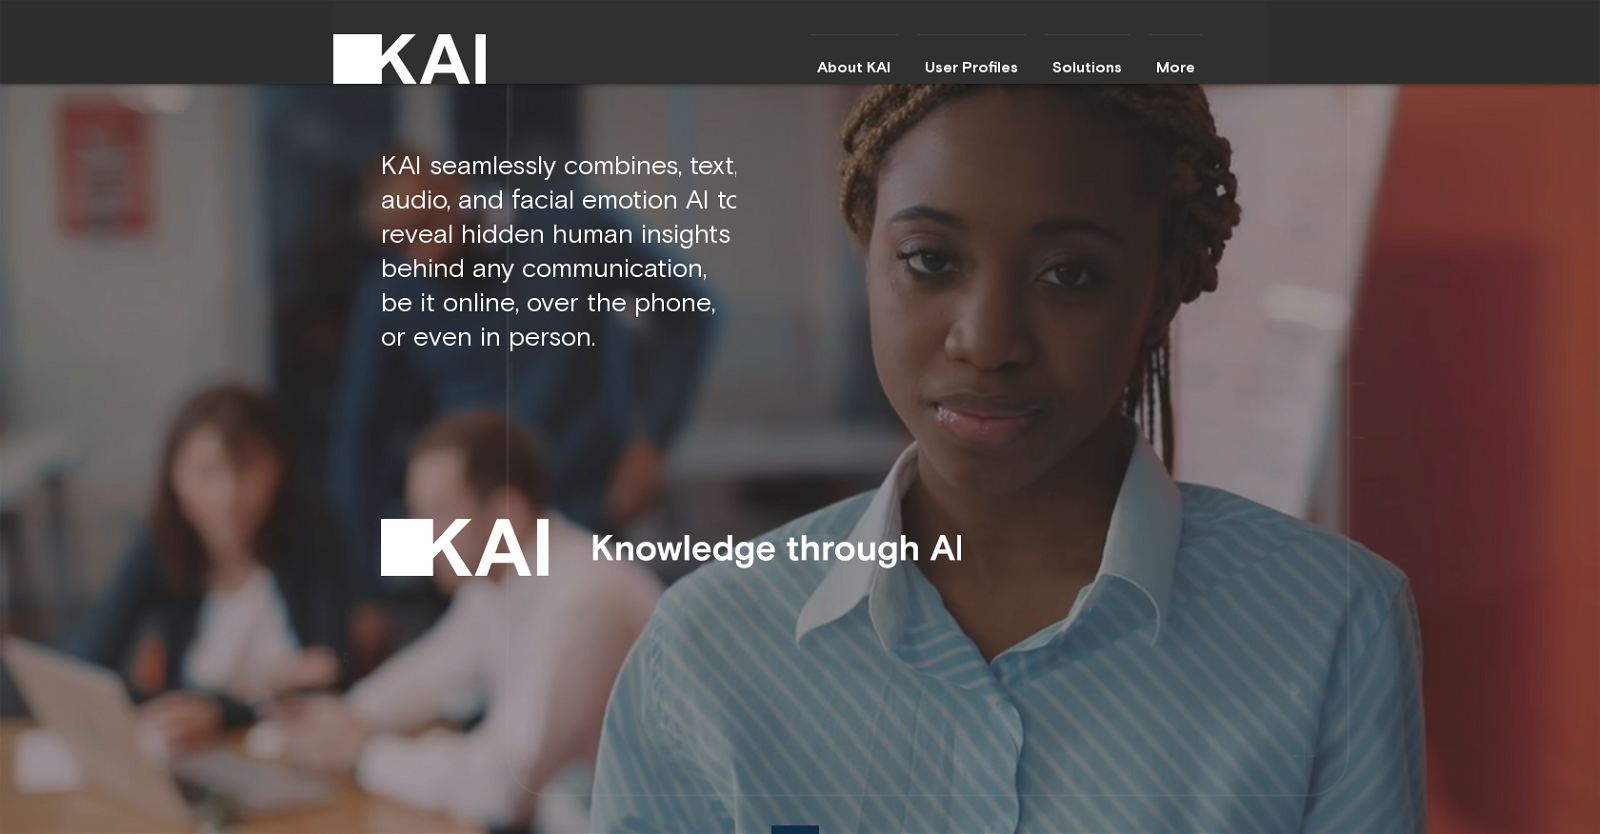 KAI
About KAI
User Profiles
Solutions
More
KAI seamlessly combines, text,
audio, and facial emotion AI to
reveal hidden human insights
behind any communication,
be it online, over the phone,
or even in person.
KAI Knowledge through AI